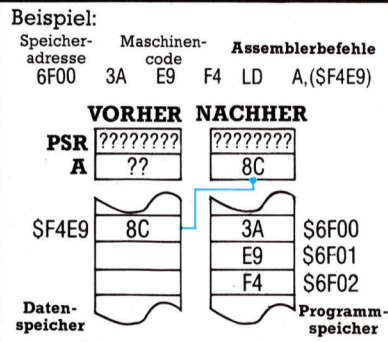 Beispiel:
Speicher-
adresse
Maschinen-
code
Assemblerbefehle
6F00 3A E9 F4 LD A,($F4E9)
VORHER NACHHER
PSR ???????? ????????
A ?? 8C
$F4E9 8C 3A $6F00
E9 $6F01
F4 $6F02
Daten-
speicher
Programm-
speicher